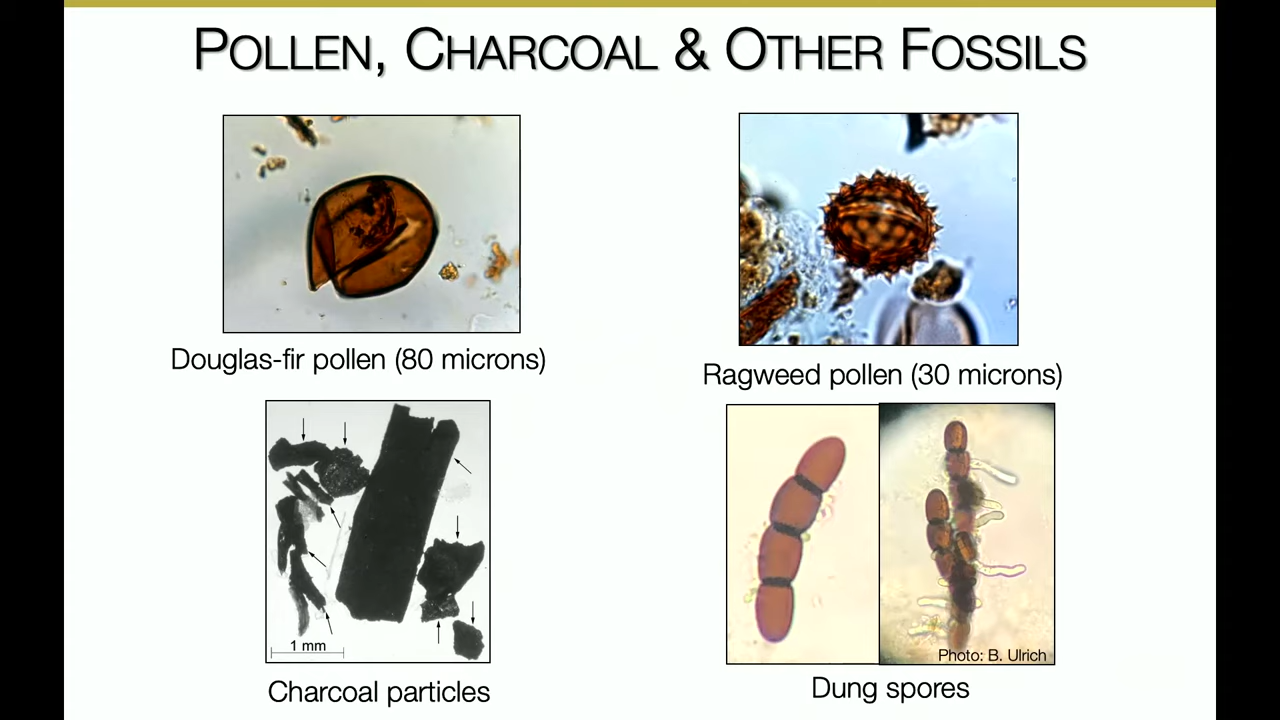 POLLEN, CHARCOAL & OTHER FOSSILS
Douglas-fir pollen (80 microns)
Ragweed pollen (30 microns)
1 mm
Charcoal particles
Photo: B. Ulrich
Dung spores